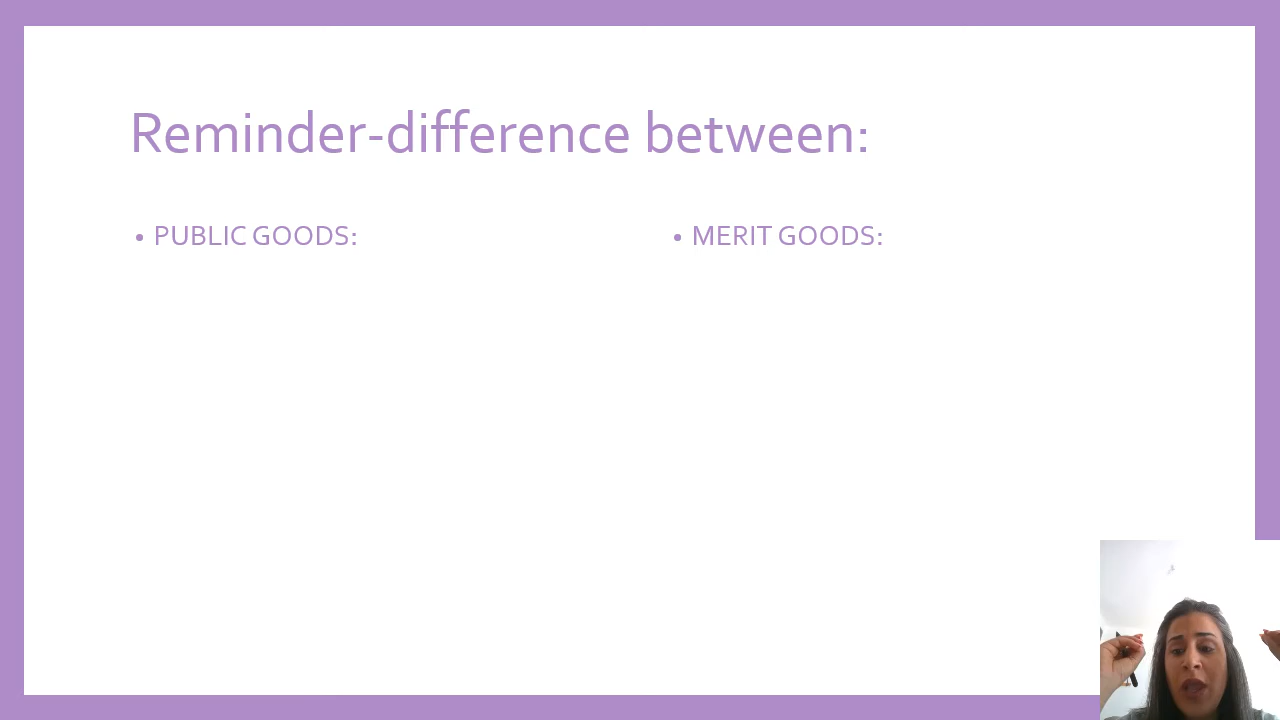 Reminder-difference between:
• PUBLIC GOODS:
• MERIT GOODS: